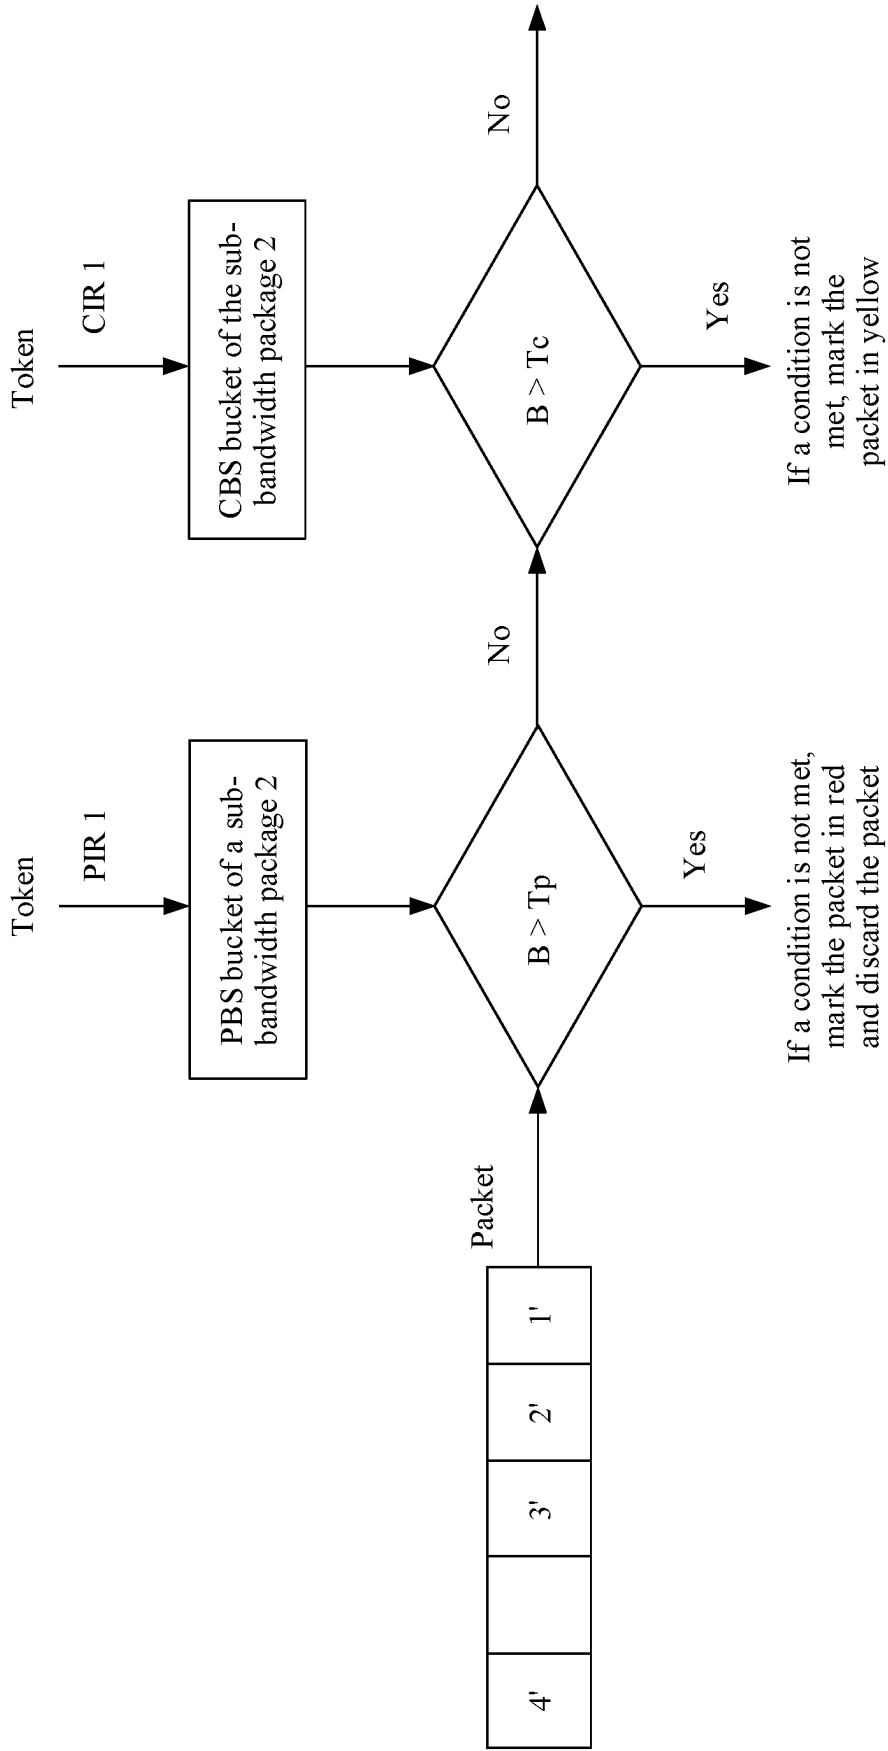 Token
PIR 1
PBS bucket of a sub-
bandwidth package 2
Token
CIR 1
CBS bucket of the sub-
bandwidth package 2
4'
3'
2'
1'
Packet
B > Tp
No
B > Tc
No
Yes
If a condition is not met,
mark the packet in red
and discard the packet
Yes
If a condition is not
met, mark the
packet in yellow